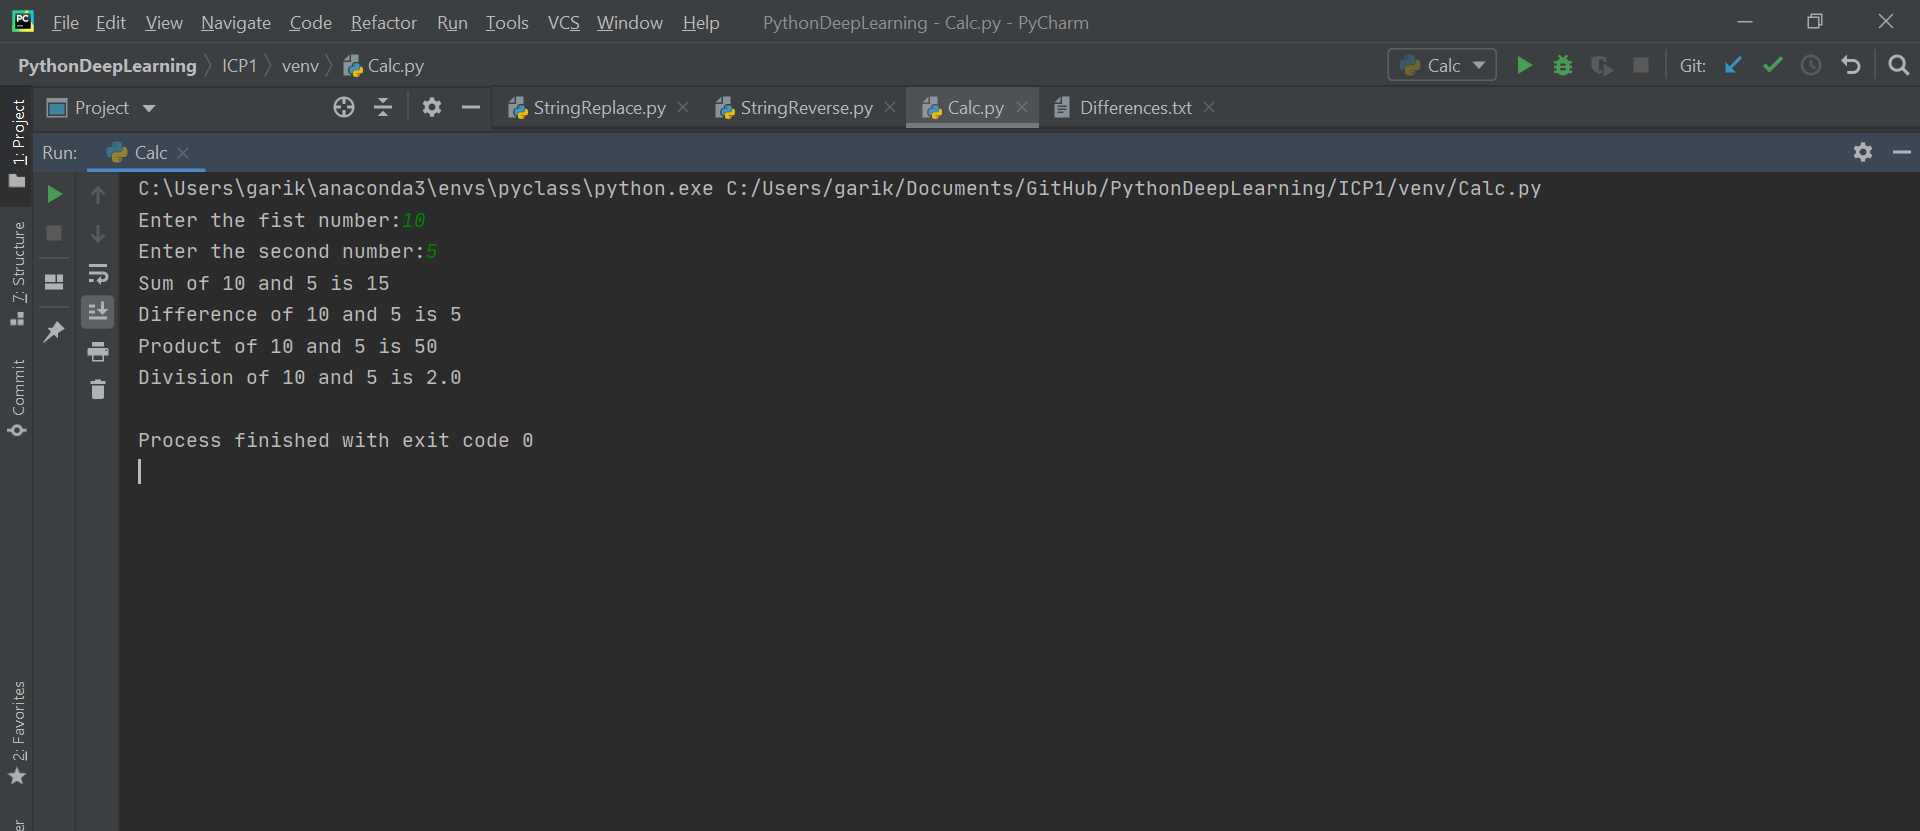 PC File Edit View Navigate Code Refactor Run Tools VCS Window Help PythonDeepLearning - Calc.py - PyCharm
PythonDeepLearning ICP1 venv Calc.py Calc Git:
Project StringReplace.py StringReverse.py Calc.py Differences.txt
Run: Calc
C:\Users\garik\anaconda3\envs\pyclass\python.exe C:/Users/garik/Documents/GitHub/PythonDeepLearning/ICP1/venv/Calc.py
Enter the fist number:10
Enter the second number:5
Sum of 10 and 5 is 15
Difference of 10 and 5 is 5
Product of 10 and 5 is 50
Division of 10 and 5 is 2.0
Process finished with exit code 0
1: Project
7: Structure
Commit
2: Favorites
er